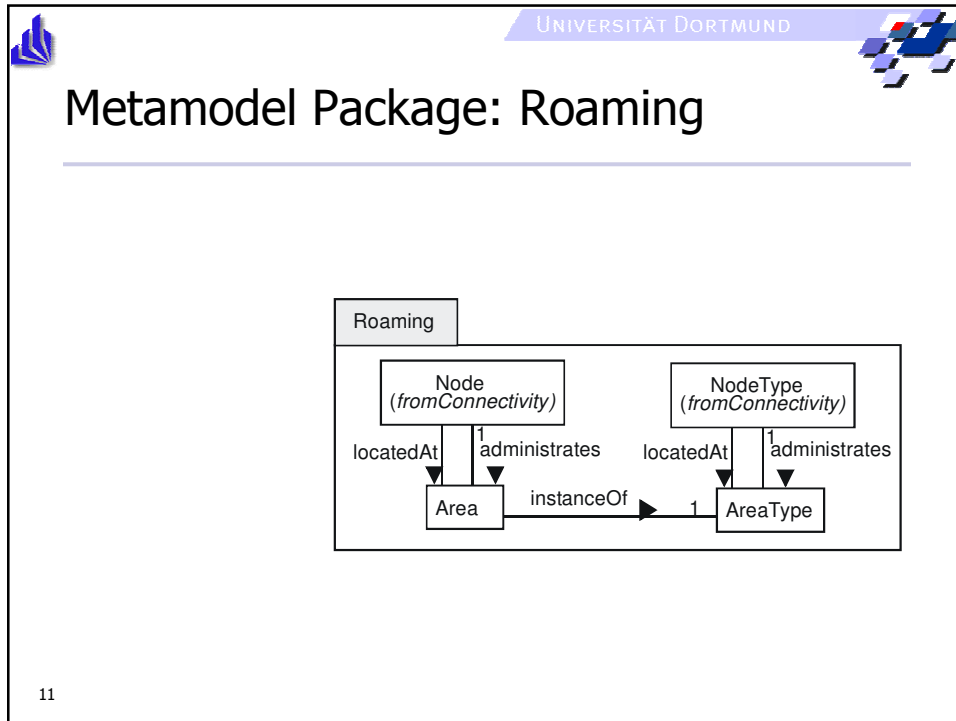 UNIVERSITÄT DORTMUND
Metamodel Package: Roaming
Roaming
Node
(fromConnectivity)
NodeType
(fromConnectivity)
1
locatedAt administrates
1
locatedAt administrates
instanceOf
Area
1
AreaType
11